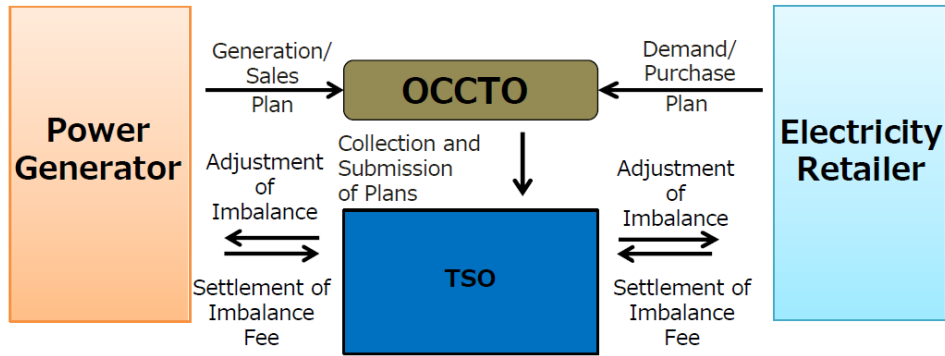 Power
Generator
Generation/
Sales
Plan
OCCTO
Demand/
Purchase
Plan
Electricity
Retailer
Adjustment
of
Imbalance
Settlement of
Imbalance
Fee
Collection and
Submission
of Plans
TSO
Adjustment
of
Imbalance
Settlement of
Imbalance
Fee